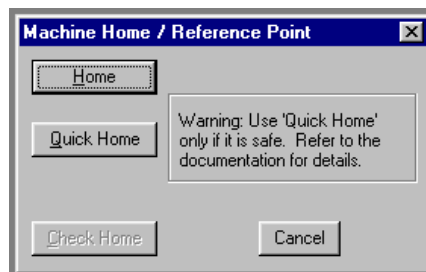 Machine Home / Reference Point
Home
Quick Home
Warning: Use 'Quick Home'
only if it is safe. Refer to the
documentation for details.
Check Home
Cancel